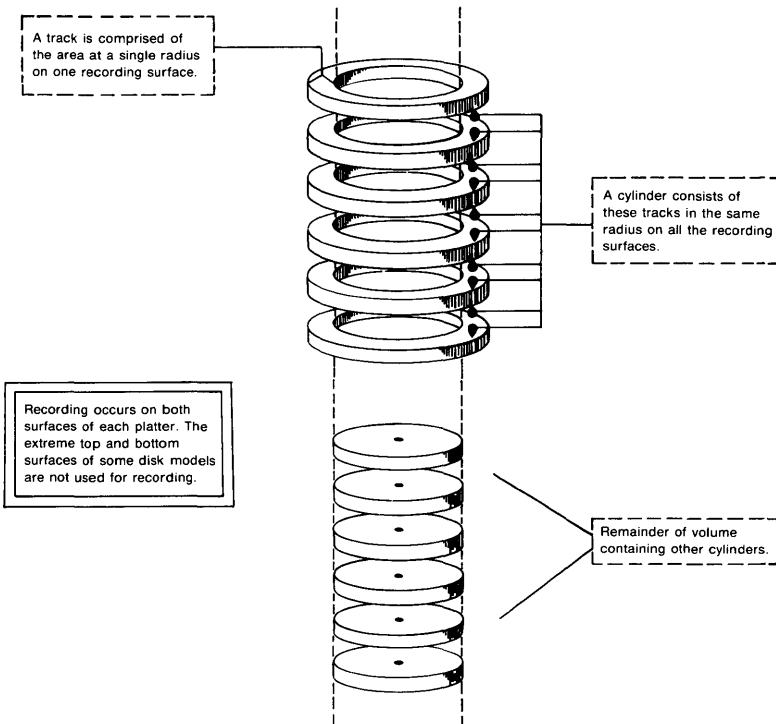 A track is comprised of
the area at a single radius
on one recording surface.
A cylinder consists of
these tracks in the same
radius on all the recording
surfaces.
Recording occurs on both
surfaces of each platter. The
extreme top and bottom
surfaces of some disk models
are not used for recording.
Remainder of volume
containing other cylinders.